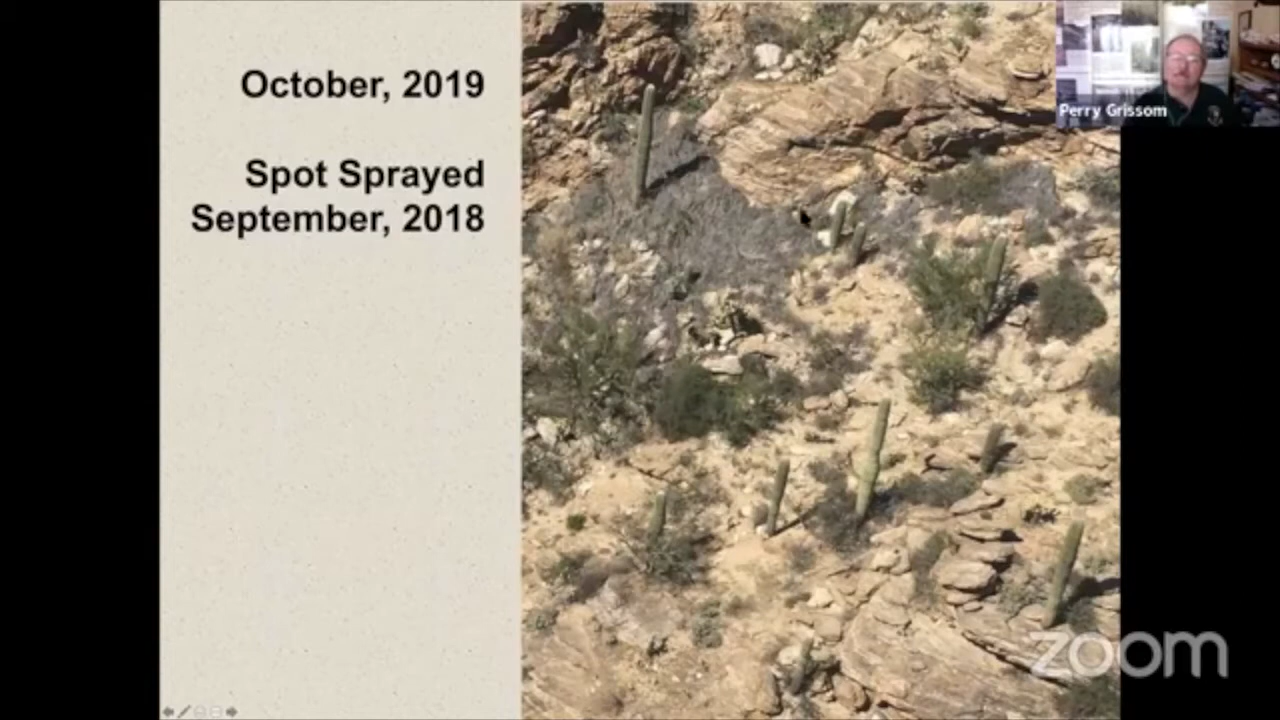 October, 2019
Spot Sprayed
September, 2018
Perry Grissom
zoom